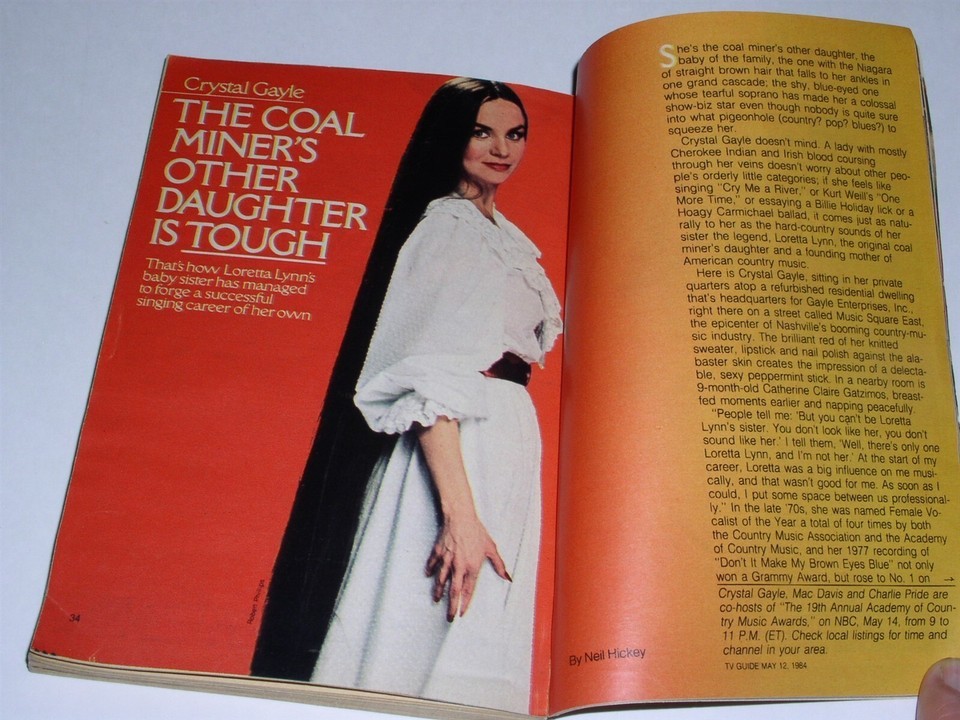 Crystal Gayle
THE COAL
MINER'S
OTHER
DAUGHTER
IS TOUGH
That's how Loretta Lynn's
baby sister has managed
to forge a successful
singing career of her own
34
She's the coal miner's other daughter, the
baby of the family, the one with the Niagara
of straight brown hair that falls to her ankles in
one grand cascade; the shy, blue-eyed one
whose tearful soprano has made her a colossal
show-biz star even though nobody is quite sure
into what pigeonhole (country? pop? blues?) to
squeeze her.
Crystal Gayle doesn't mind. A lady with mostly
Cherokee Indian and Irish blood coursing
through her veins doesn't worry about other peo-
ple's orderly little categories; if she feels like
singing "Cry Me a River," or Kurt Weill's "One
More Time," or essaying a Billie Holiday lick or a
Hoagy Carmichael ballad, it comes just as natu-
rally to her as the hard-country sounds of her
sister the legend, Loretta Lynn, the original coal
miner's daughter and a founding mother of
American country music.
Here is Crystal Gayle, sitting in her private
quarters atop a refurbished residential dwelling
that's headquarters for Gayle Enterprises, Inc.,
right there on a street called Music Square East,
the epicenter of Nashville's booming country-mu-
sic industry. The brilliant red of her knitted
sweater, lipstick and nail polish against the ala-
baster skin creates the impression of a delecta-
ble, sexy peppermint stick. In a nearby room is
9-month-old Catherine Claire Gatzimos, breast-
fed moments earlier and napping peacefully.
"People tell me: 'But you can't be Loretta
Lynn's sister. You don't look like her, you don't
sound like her.' I tell them, 'Well, there's only one
Loretta Lynn, and I'm not her.' At the start of my
career, Loretta was a big influence on me musi-
cally, and that wasn't good for me. As soon as I
could, I put some space between us professional-
ly." In the late '70s, she was named Female Vo-
calist of the Year a total of four times by both
the Country Music Association and the Academy
of Country Music, and her 1977 recording of
"Don't It Make My Brown Eyes Blue" not only
won a Grammy Award, but rose to No. 1 on →
Crystal Gayle, Mac Davis and Charlie Pride are
co-hosts of "The 19th Annual Academy of Coun-
try Music Awards," on NBC, May 14, from 9 to
11 P.M. (ET). Check local listings for time and
channel in your area.
By Neil Hickey
TV GUIDE MAY 12, 1984